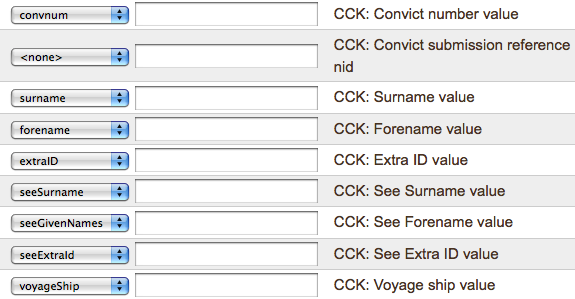 convnum CCK: Convict number value
<none> CCK: Convict submission reference
nid
surname CCK: Surname value
forename CCK: Forename value
extraID CCK: Extra ID value
seeSurname CCK: See Surname value
seeGivenNames CCK: See Forename value
seeExtraId CCK: See Extra ID value
voyageShip CCK: Voyage ship value